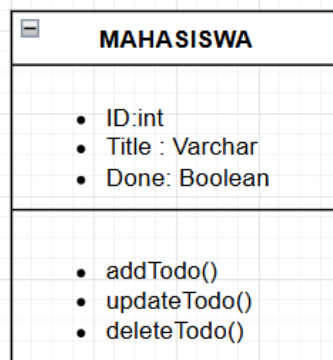 MAHASISWA
ID:int
Title : Varchar
Done: Boolean
addTodo()
updateTodo()
deleteTodo()